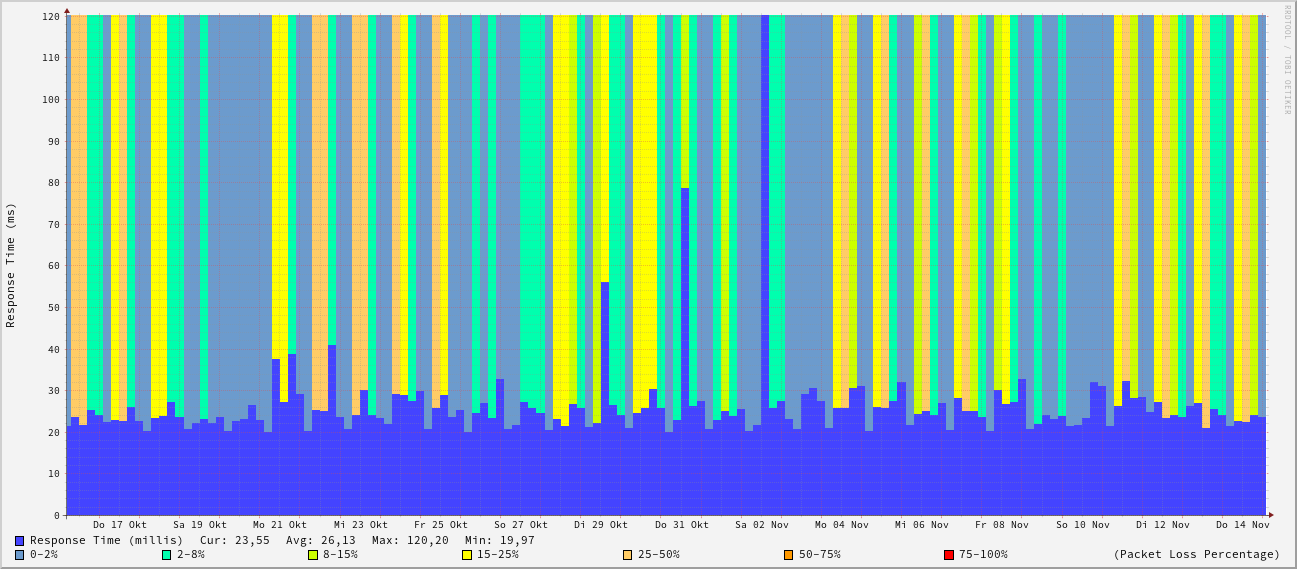 RRDTOOL / TOBI OETIKER
Response Time (ms)
120
110
100
90
80
70
60
50
40
30
20
10
0
Do 17 Okt Sa 19 Okt Mo 21 Okt Mi 23 Okt Fr 25 Okt So 27 Okt Di 29 Okt Do 31 Okt Sa 02 Nov Mo 04 Nov Mi 06 Nov Fr 08 Nov So 10 Nov Di 12 Nov Do 14 Nov
Response Time (millis) Cur: 23,55 Avg: 26,13 Max: 120,20 Min: 19,97
0-2% 2-8% 8-15% 15-25% 25-50% 50-75% 75-100% (Packet Loss Percentage)